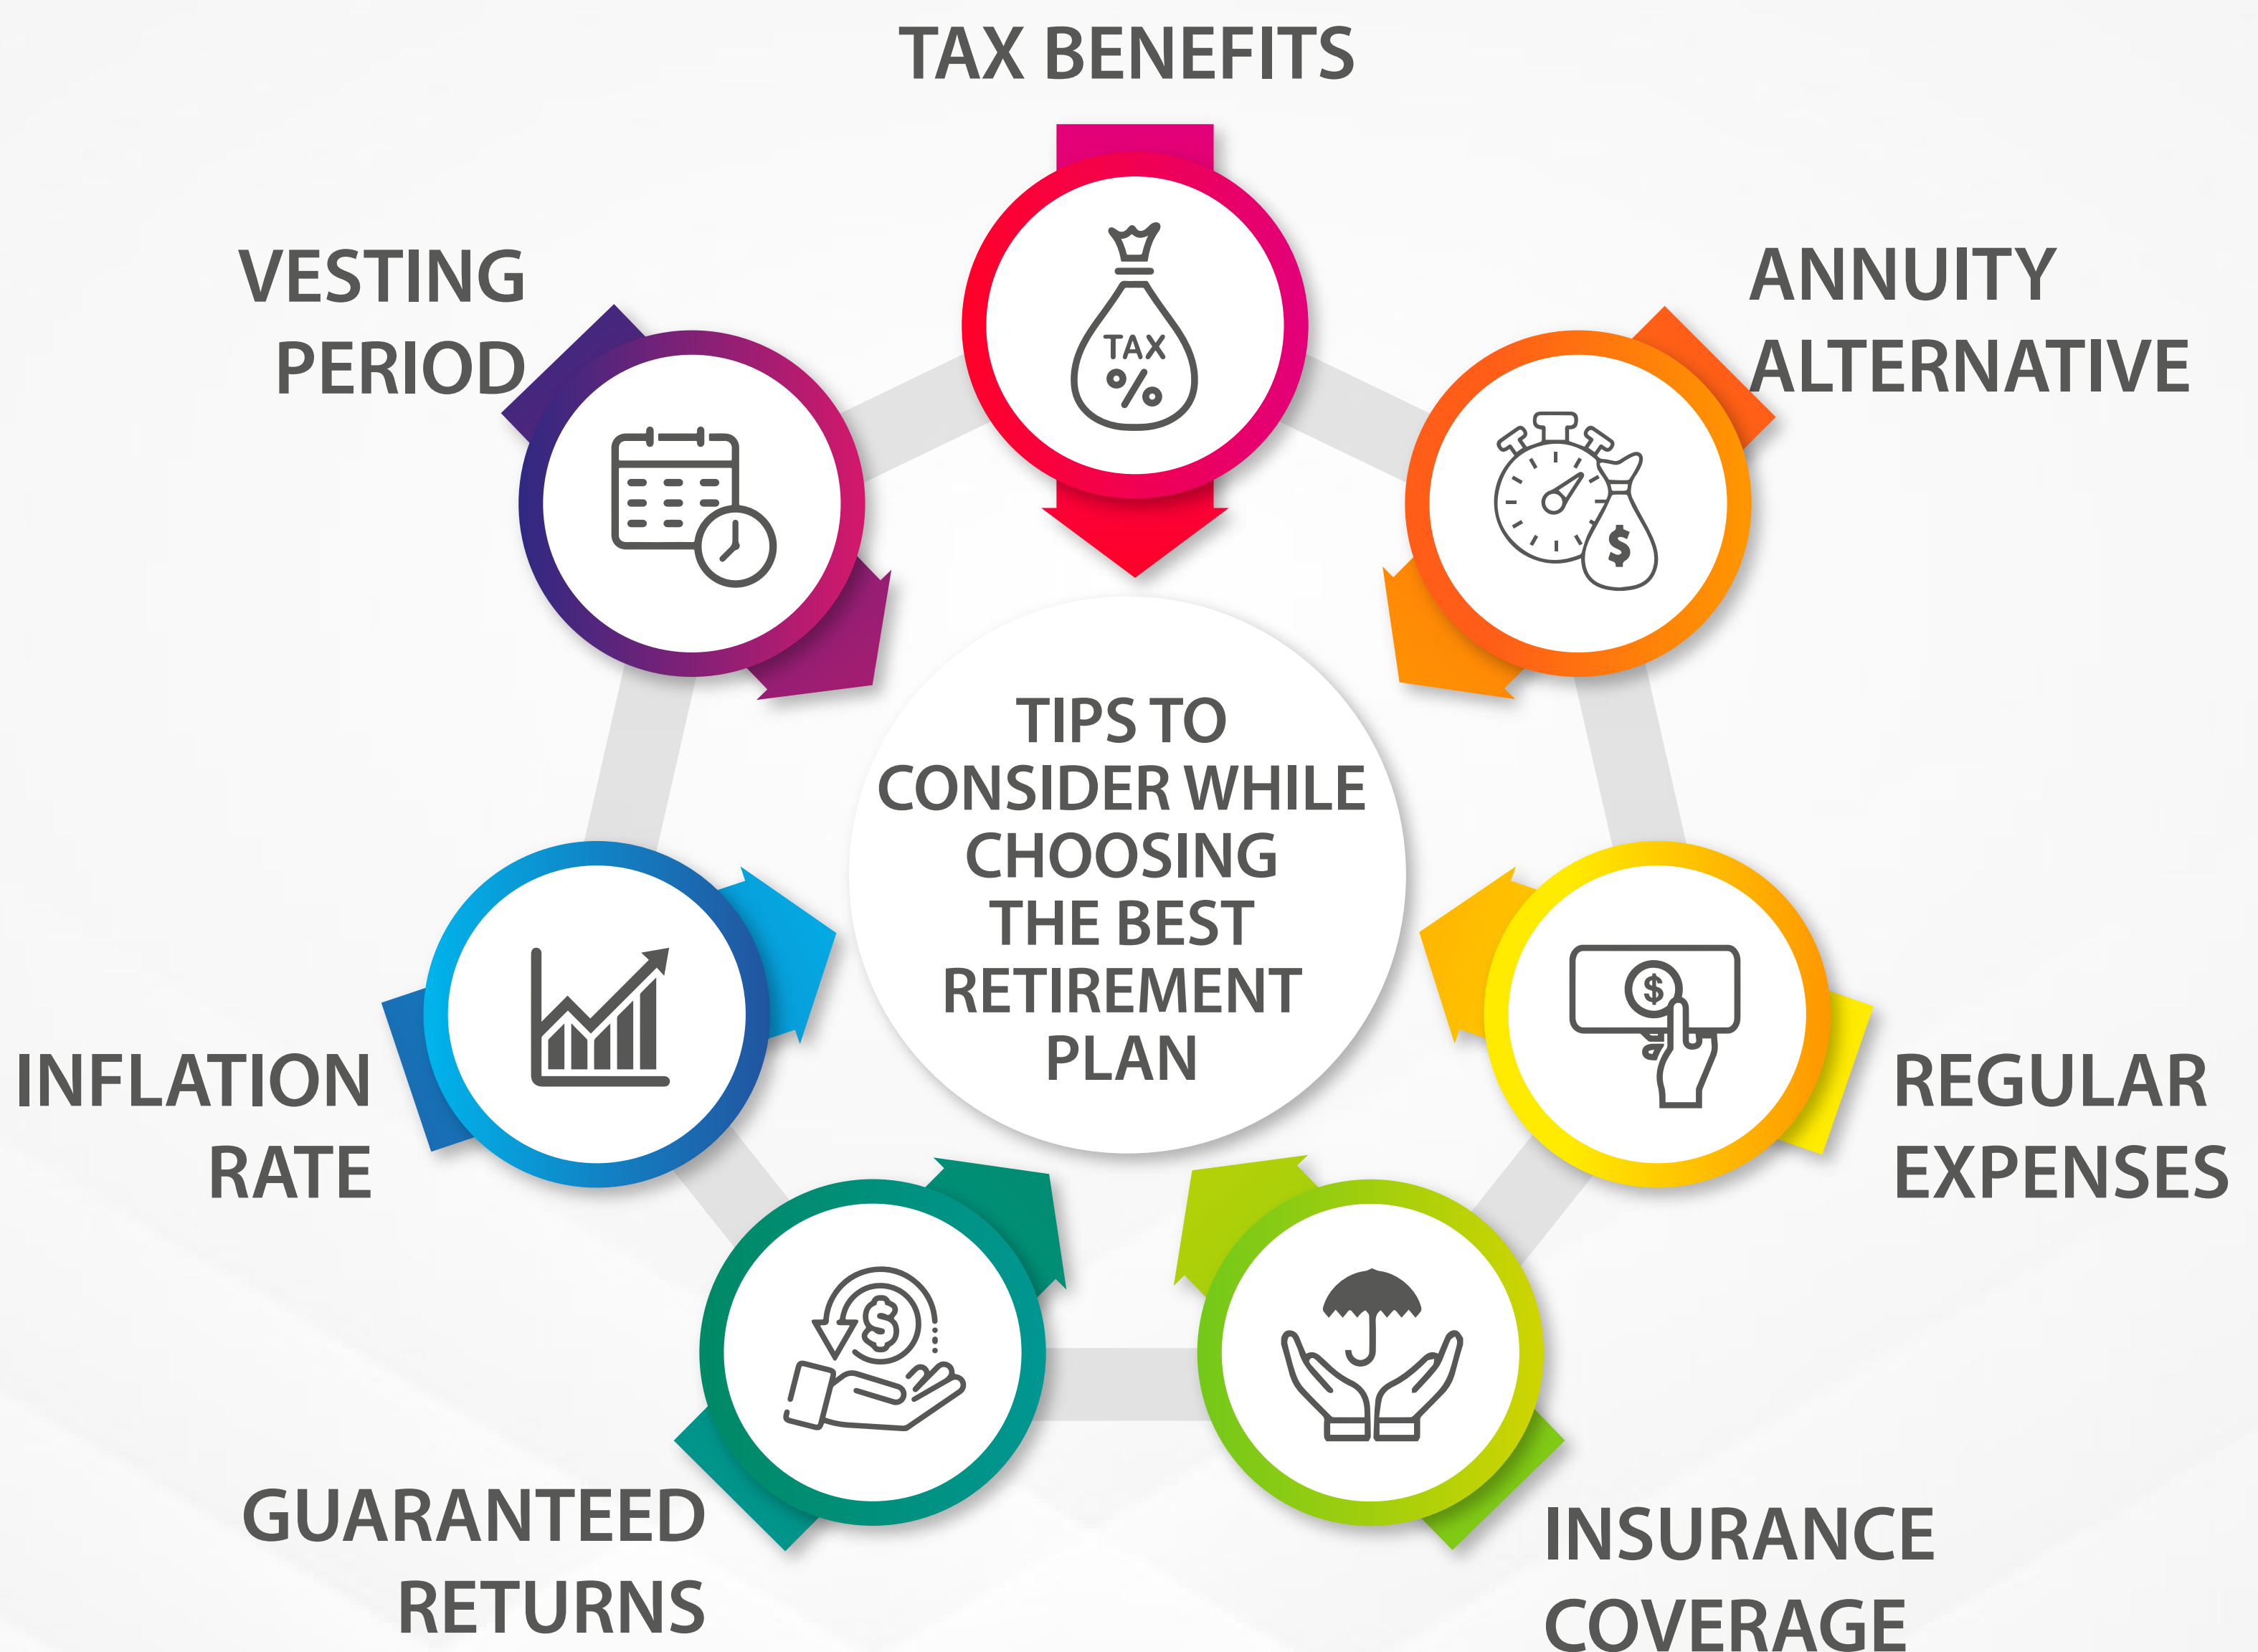 TAX BENEFITS
TAX
%
ANNUITY
ALTERNATIVE
$
REGULAR
EXPENSES
$
INSURANCE
COVERAGE
GUARANTEED
RETURNS
$
INFLATION
RATE
VESTING
PERIOD
TIPS TO
CONSIDER WHILE
CHOOSING
THE BEST
RETIREMENT
PLAN